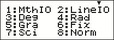 1:MthIO 2:LineIO
3:Deg 4:Rad
5:Gra 6:Fix
7:Sci 8:Norm